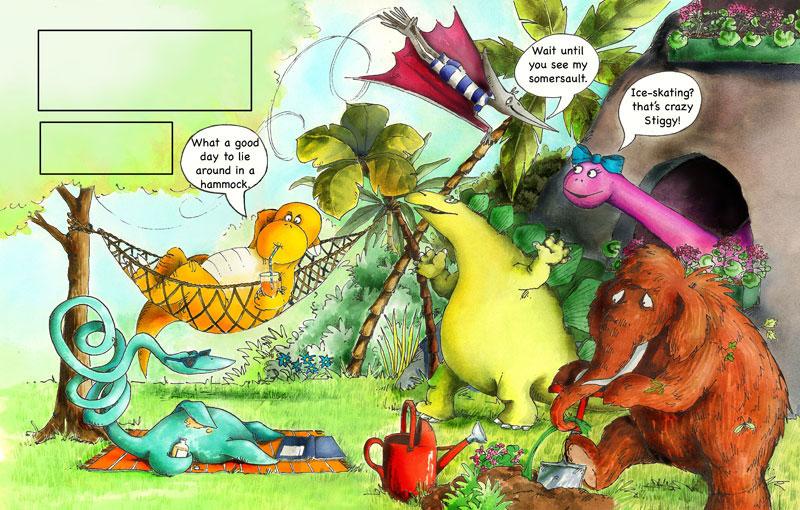 What a good
day to lie
around in a
hammock.
Wait until
you see my
somersault.
Ice-skating?
that's crazy
Stiggy!